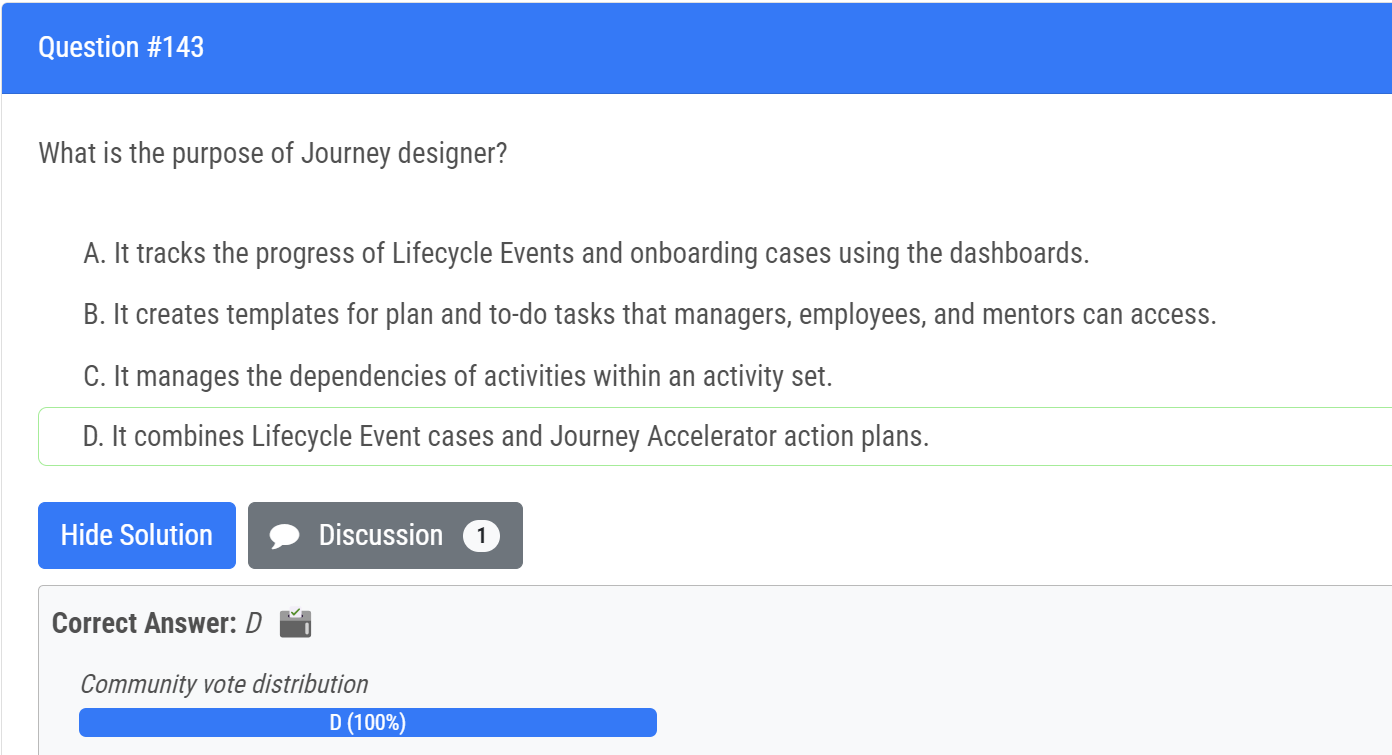 Question #143
What is the purpose of Journey designer?
A. It tracks the progress of Lifecycle Events and onboarding cases using the dashboards.
B. It creates templates for plan and to-do tasks that managers, employees, and mentors can access.
C. It manages the dependencies of activities within an activity set.
D. It combines Lifecycle Event cases and Journey Accelerator action plans.
Hide Solution Discussion 1
Correct Answer: D
Community vote distribution
D (100%)